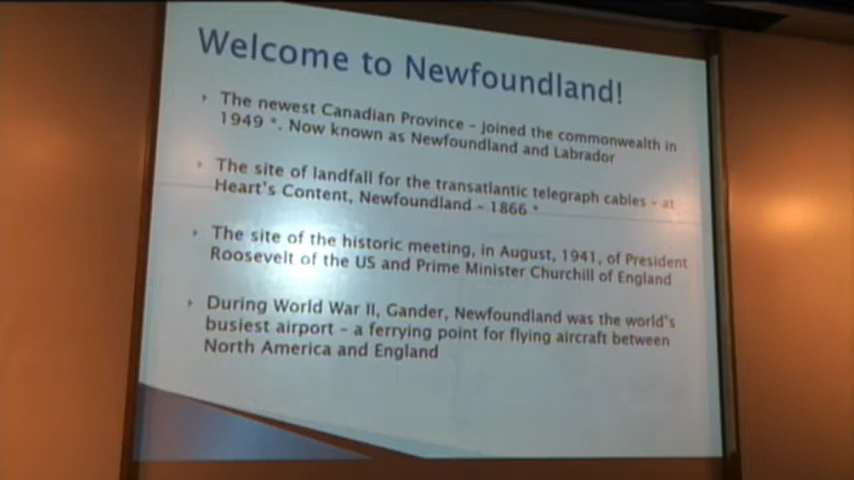 Welcome to Newfoundland!
The newest Canadian Province – joined the commonwealth in
1949 *. Now known as Newfoundland and Labrador
The site of landfall for the transatlantic telegraph cables – at
Heart's Content, Newfoundland – 1866 *
The site of the historic meeting, in August, 1941, of President
Roosevelt of the US and Prime Minister Churchill of England
During World War II, Gander, Newfoundland was the world's
busiest airport – a ferrying point for flying aircraft between
North America and England